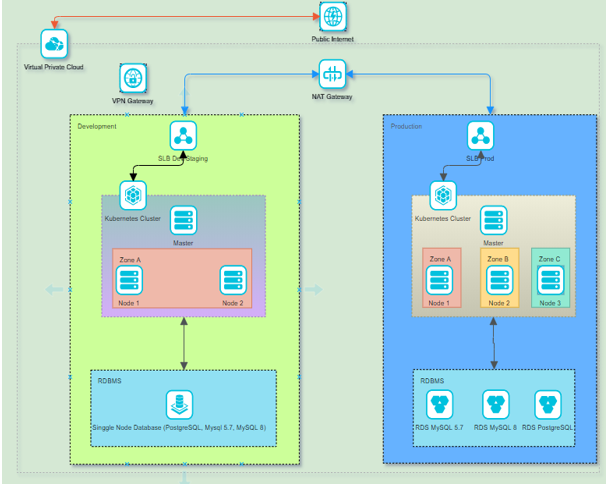 Public Internet
Virtual Private Cloud
VPN Gateway
NAT Gateway
Development
Production
SLB Dev Staging
SLB Prod
Kubernetes Cluster
Kubernetes Cluster
Master
Master
Zone A
Zone A
Zone B
Zone C
Node 1
Node 2
Node 1
Node 2
Node 3
RDBMS
RDBMS
Singgle Node Database (PostgreSQL, Mysql 5.7, MySQL 8)
RDS MySQL 5.7
RDS MySQL 8
RDS PostgreSQL